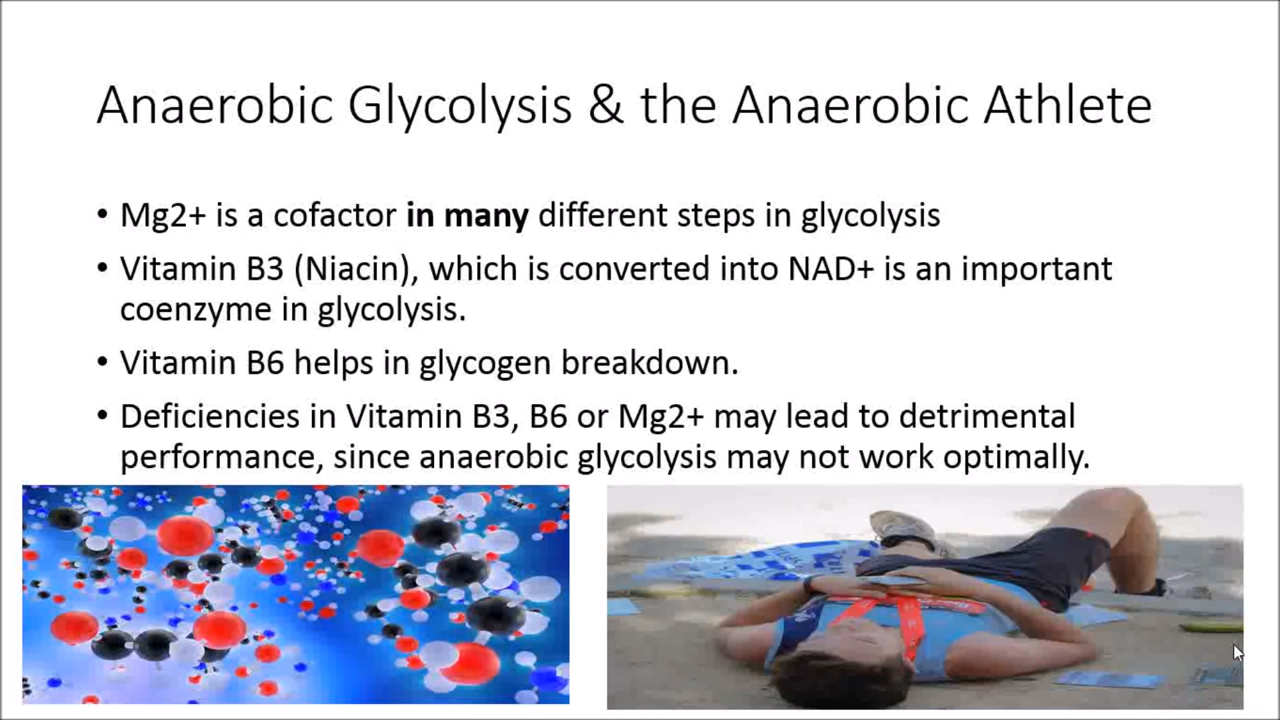 Anaerobic Glycolysis & the Anaerobic Athlete
• Mg2+ is a cofactor in many different steps in glycolysis
• Vitamin B3 (Niacin), which is converted into NAD+ is an important
coenzyme in glycolysis.
• Vitamin B6 helps in glycogen breakdown.
• Deficiencies in Vitamin B3, B6 or Mg2+ may lead to detrimental
performance, since anaerobic glycolysis may not work optimally.